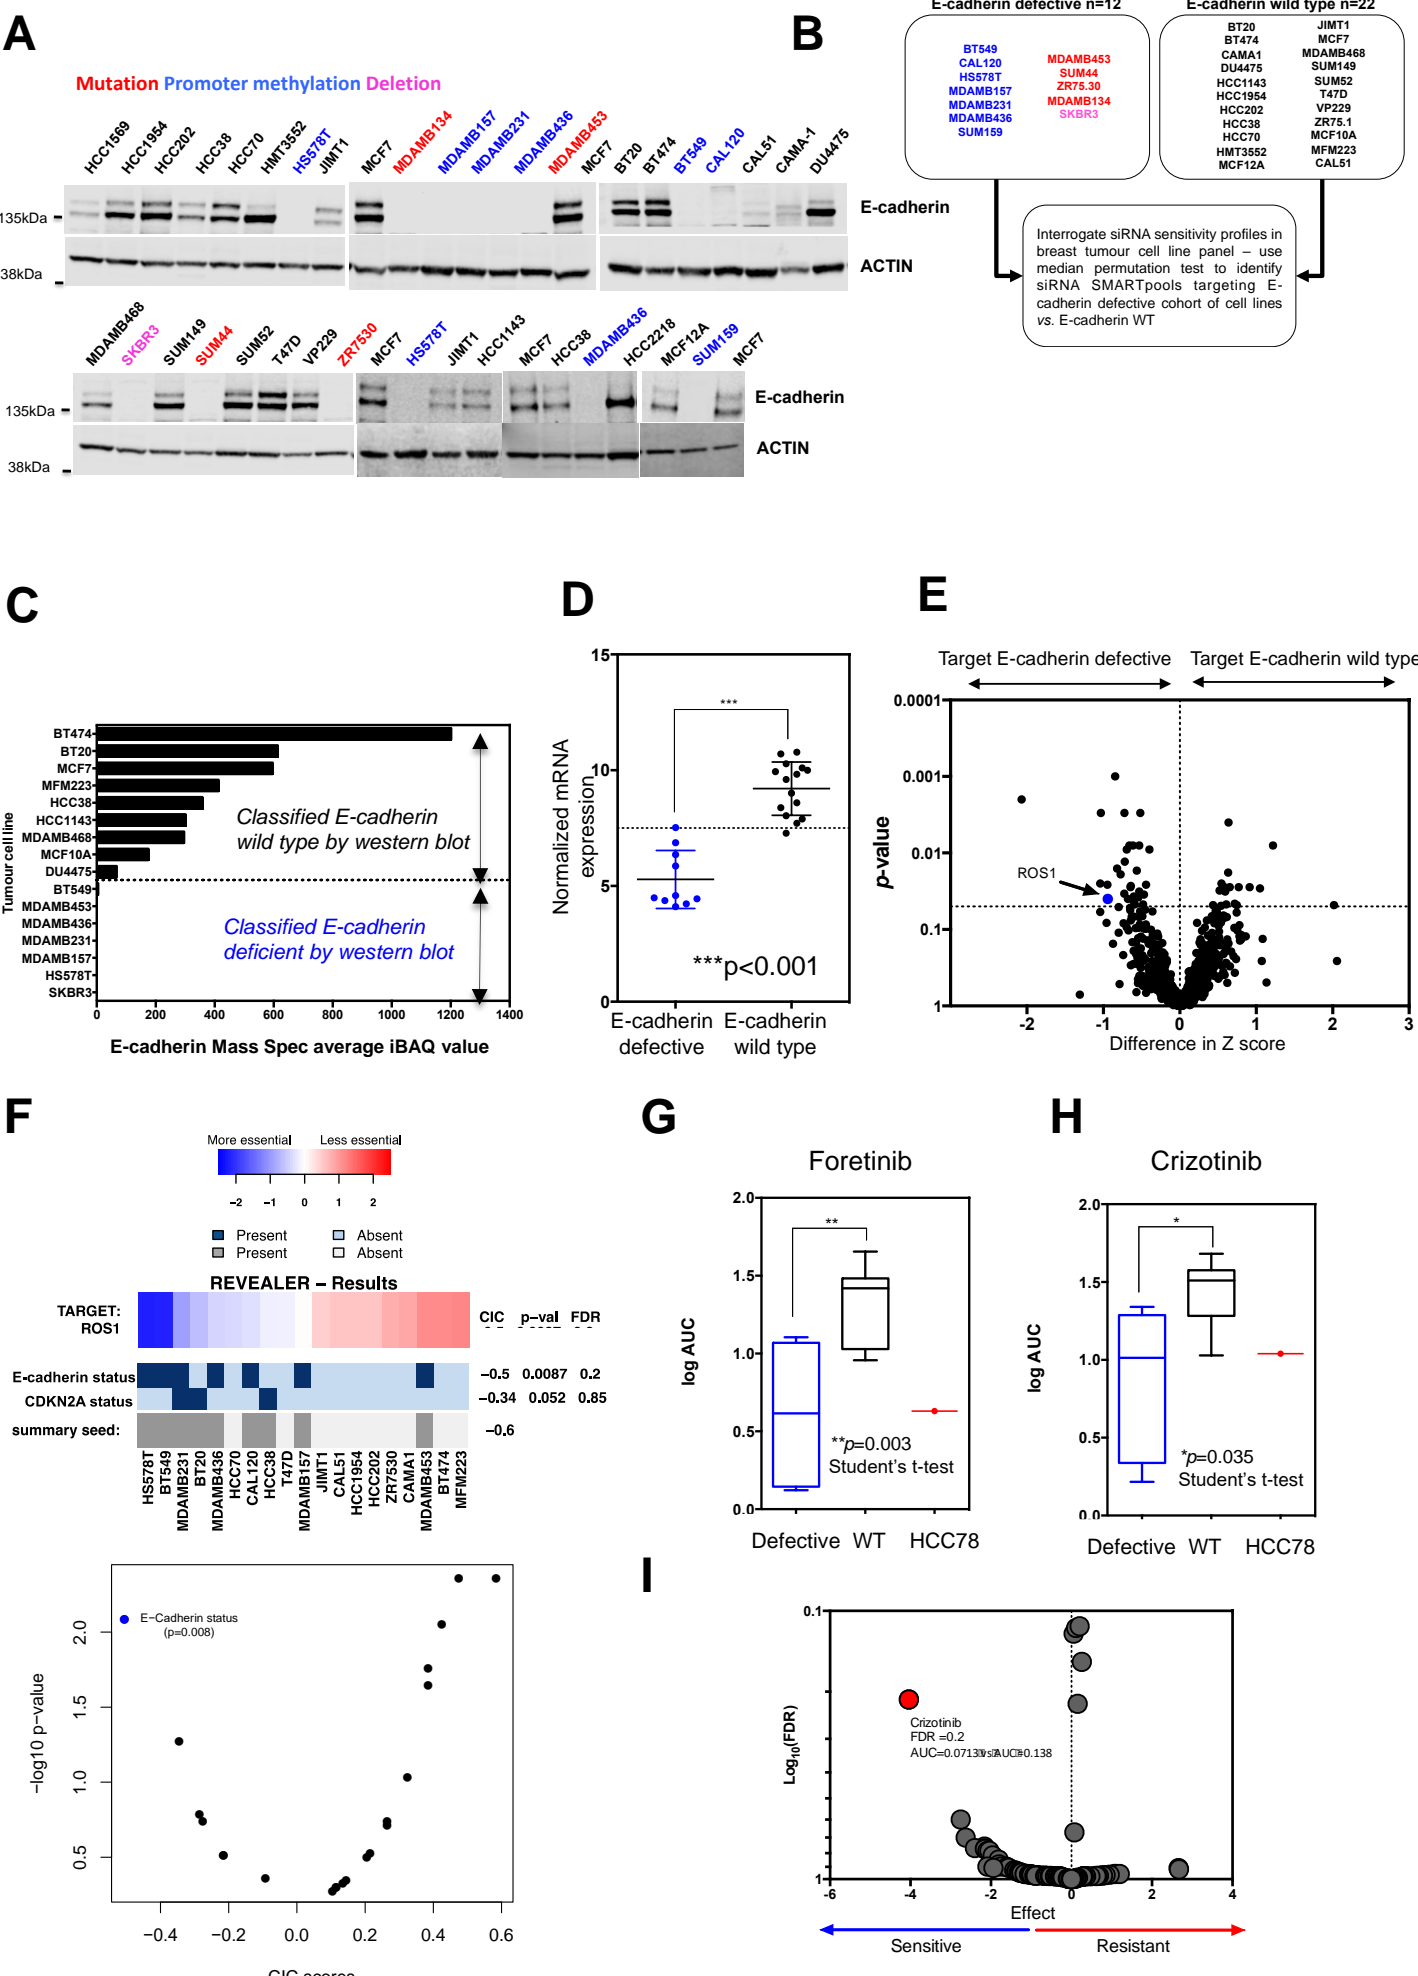 A
Mutation Promoter methylation Deletion
HCC1569
HCC1954
HCC202
HCC38
HCC70
HMT3552
HS578T
JIMT1
MCF7
MDAMB134
MDAMB157
MDAMB231
MDAMB436
MDAMB453
MCF7
BT20
BT474
BT549
CAL120
CAL51
CAMA-1
DU4475
135kDa
E-cadherin
38kDa
ACTIN
MDAMB468
SKBR3
SUM149
SUM44
SUM52
T47D
VP229
ZR7530
MCF7
HS578T
JIMT1
HCC1143
MCF7
HCC38
MDAMB436
HCC2218
MCF12A
SUM159
MCF7
135kDa
E-cadherin
38kDa
ACTIN
B
E-cadherin defective n=12
BT549
CAL120
HS578T
MDAMB157
MDAMB231
MDAMB436
SUM159
MDAMB453
SUM44
ZR75.30
MDAMB134
SKBR3
E-cadherin wild type n=22
BT20
BT474
CAMA1
DU4475
HCC1143
HCC1954
HCC202
HCC38
HCC70
HMT3552
MCF12A
JIMT1
MCF7
MDAMB468
SUM149
SUM52
T47D
VP229
ZR75.1
MCF10A
MFM223
CAL51
Interrogate siRNA sensitivity profiles in
breast tumour cell line panel – use
median permutation test to identify
siRNA SMARTpools targeting E-
cadherin defective cohort of cell lines
vs. E-cadherin WT
C
Tumour cell line
BT474
BT20
MCF7
MFM223
HCC38
HCC1143
MDAMB468
MCF10A
DU4475
BT549
MDAMB453
MDAMB436
MDAMB231
MDAMB157
HS578T
SKBR3
Classified E-cadherin
wild type by western blot
Classified E-cadherin
deficient by western blot
0 200 400 600 800 1000 1200 1400
E-cadherin Mass Spec average iBAQ value
D
Normalized mRNA
expression
15
10
5
0
***
***p<0.001
E-cadherin
defective
E-cadherin
wild type
E
Target E-cadherin defective
Target E-cadherin wild type
p-value
0.0001
0.001
0.01
0.1
1
ROS1
-2 -1 0 1 2 3
Difference in Z score
F
More essential Less essential
−2 −1 0 1 2
Present Absent
Present Absent
REVEALER − Results
TARGET:
ROS1
CIC p−val FDR
E−cadherin status −0.5 0.0087 0.2
CDKN2A status −0.34 0.052 0.85
summary seed: −0.6
HS578T
BT549
MDAMB231
BT20
MDAMB436
HCC70
CAL120
HCC38
T47D
MDAMB157
JIMT1
CAL51
HCC1954
HCC202
ZR7530
CAMA1
MDAMB453
BT474
MFM223
−log10 p−value
2.0
1.5
1.0
0.5
E−Cadherin status
(p=0.008)
−0.4 −0.2 0.0 0.2 0.4 0.6
CIC scores
G
Foretinib
log AUC
2.0
1.5
1.0
0.5
0.0
**
**p=0.003
Student's t-test
Defective WT HCC78
H
Crizotinib
log AUC
2.0
1.5
1.0
0.5
0.0
*
*p=0.035
Student's t-test
Defective WT HCC78
I
Log10(FDR)
0.1
1
Crizotinib
FDR =0.2
-6 -4 -2 0 2 4
Effect
Sensitive Resistant